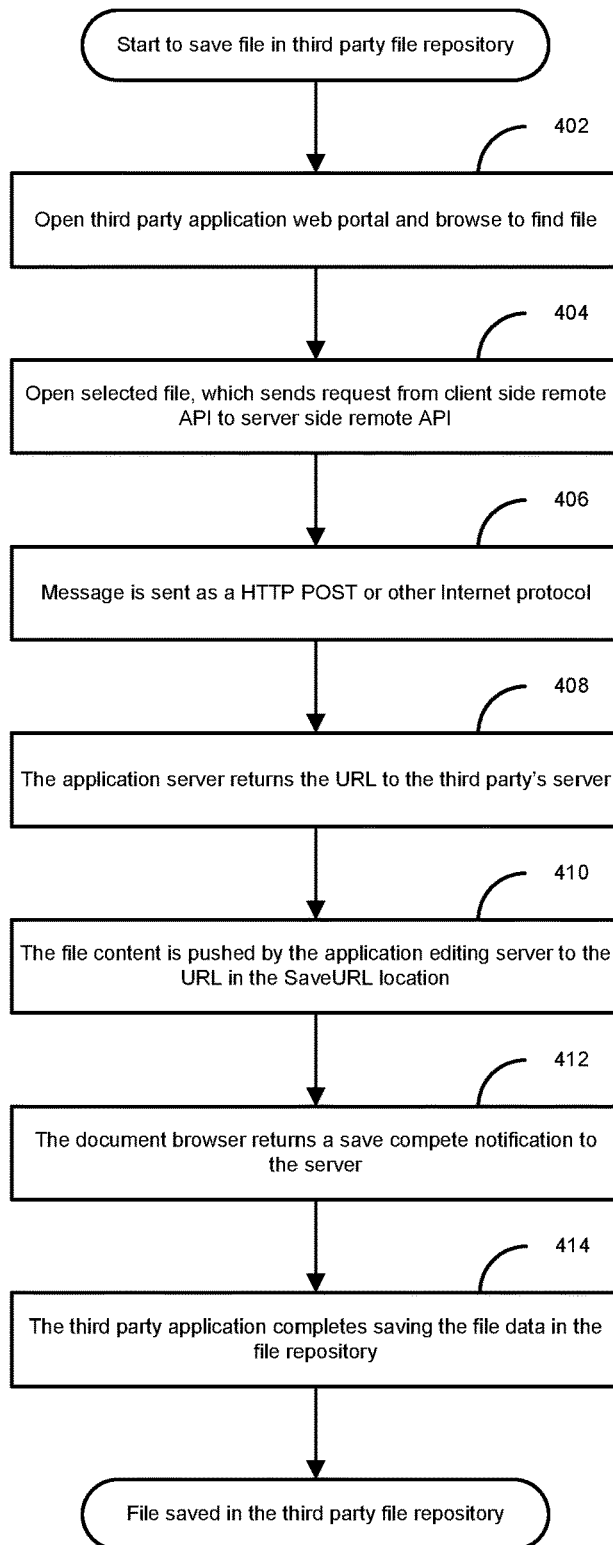 Start to save file in third party file repository
402
Open third party application web portal and browse to find file
404
Open selected file, which sends request from client side remote
API to server side remote API
406
Message is sent as a HTTP POST or other Internet protocol
408
The application server returns the URL to the third party's server
410
The file content is pushed by the application editing server to the
URL in the SaveURL location
412
The document browser returns a save compete notification to
the server
414
The third party application completes saving the file data in the
file repository
File saved in the third party file repository